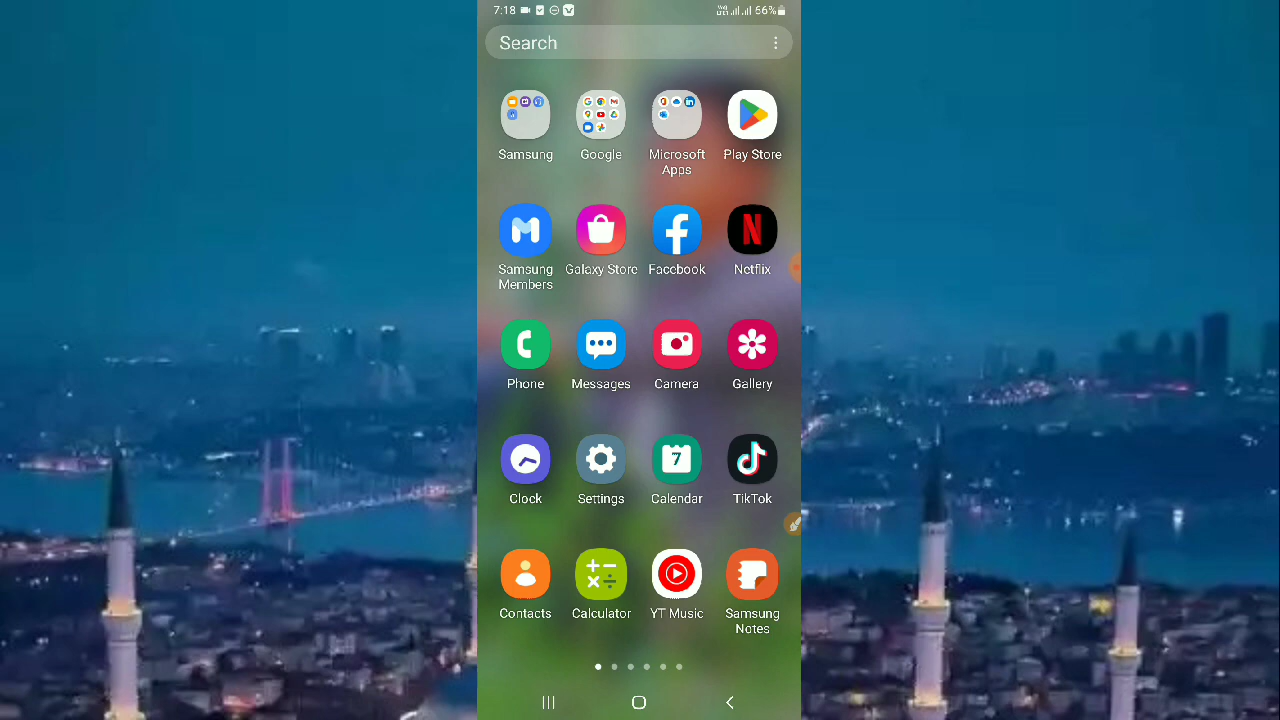 7:18 66%
Search
Samsung Google Microsoft Apps Play Store
Samsung Members Galaxy Store Facebook Netflix
Phone Messages Camera Gallery
7
Clock Settings Calendar TikTok
Contacts Calculator YT Music Samsung Notes